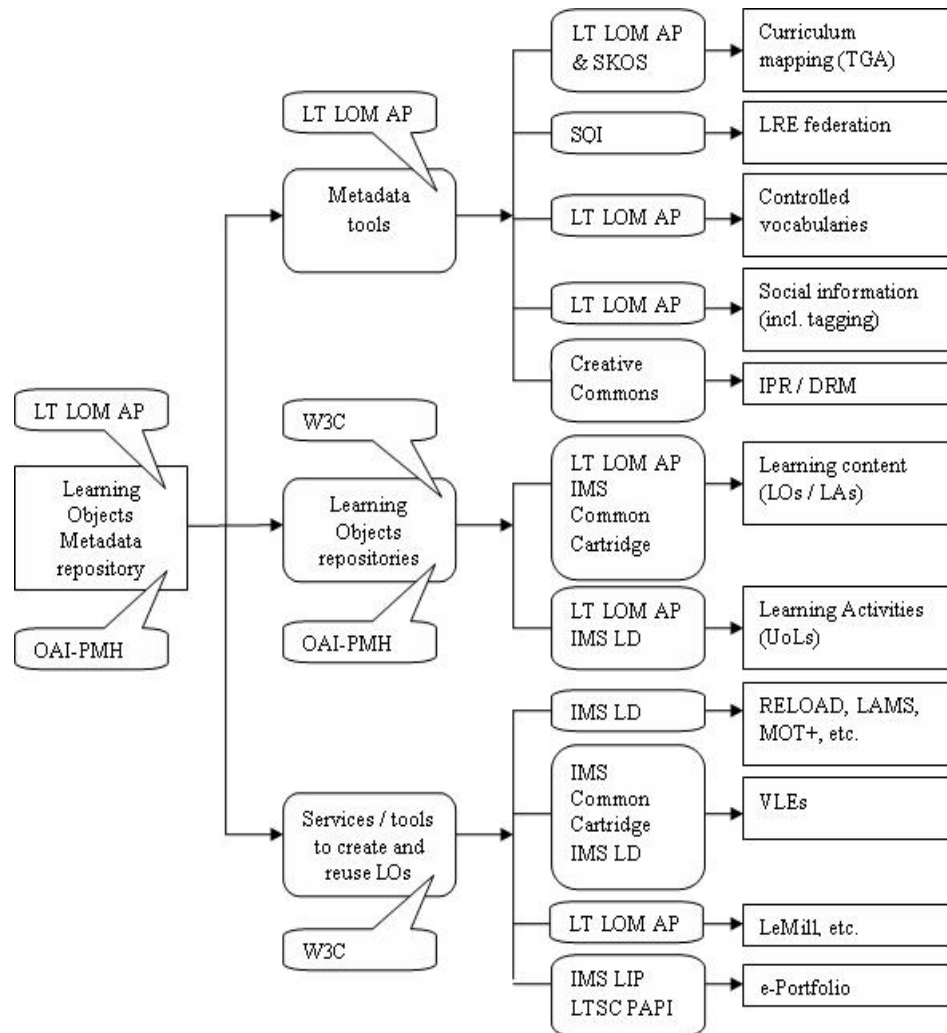 LT LOM AP
& SKOS
Curriculum
mapping (TGA)
LT LOM AP
SQI
LRE federation
Metadata
tools
LT LOM AP
Controlled
vocabularies
LT LOM AP
Social information
(incl. tagging)
Creative
Commons
IPR / DRM
LT LOM AP
Learning
Objects
Metadata
repository
OAI-PMH
W3C
Learning
Objects
repositories
OAI-PMH
LT LOM AP
IMS
Common
Cartridge
Learning content
(LOs / LAs)
LT LOM AP
IMS LD
Learning Activities
(UoLs)
IMS LD
RELOAD, LAMS,
MOT+, etc.
Services / tools
to create and
reuse LOs
W3C
IMS
Common
Cartridge
IMS LD
VLEs
LT LOM AP
LeMill, etc.
IMS LIP
LTSC PAPI
e-Portfolio